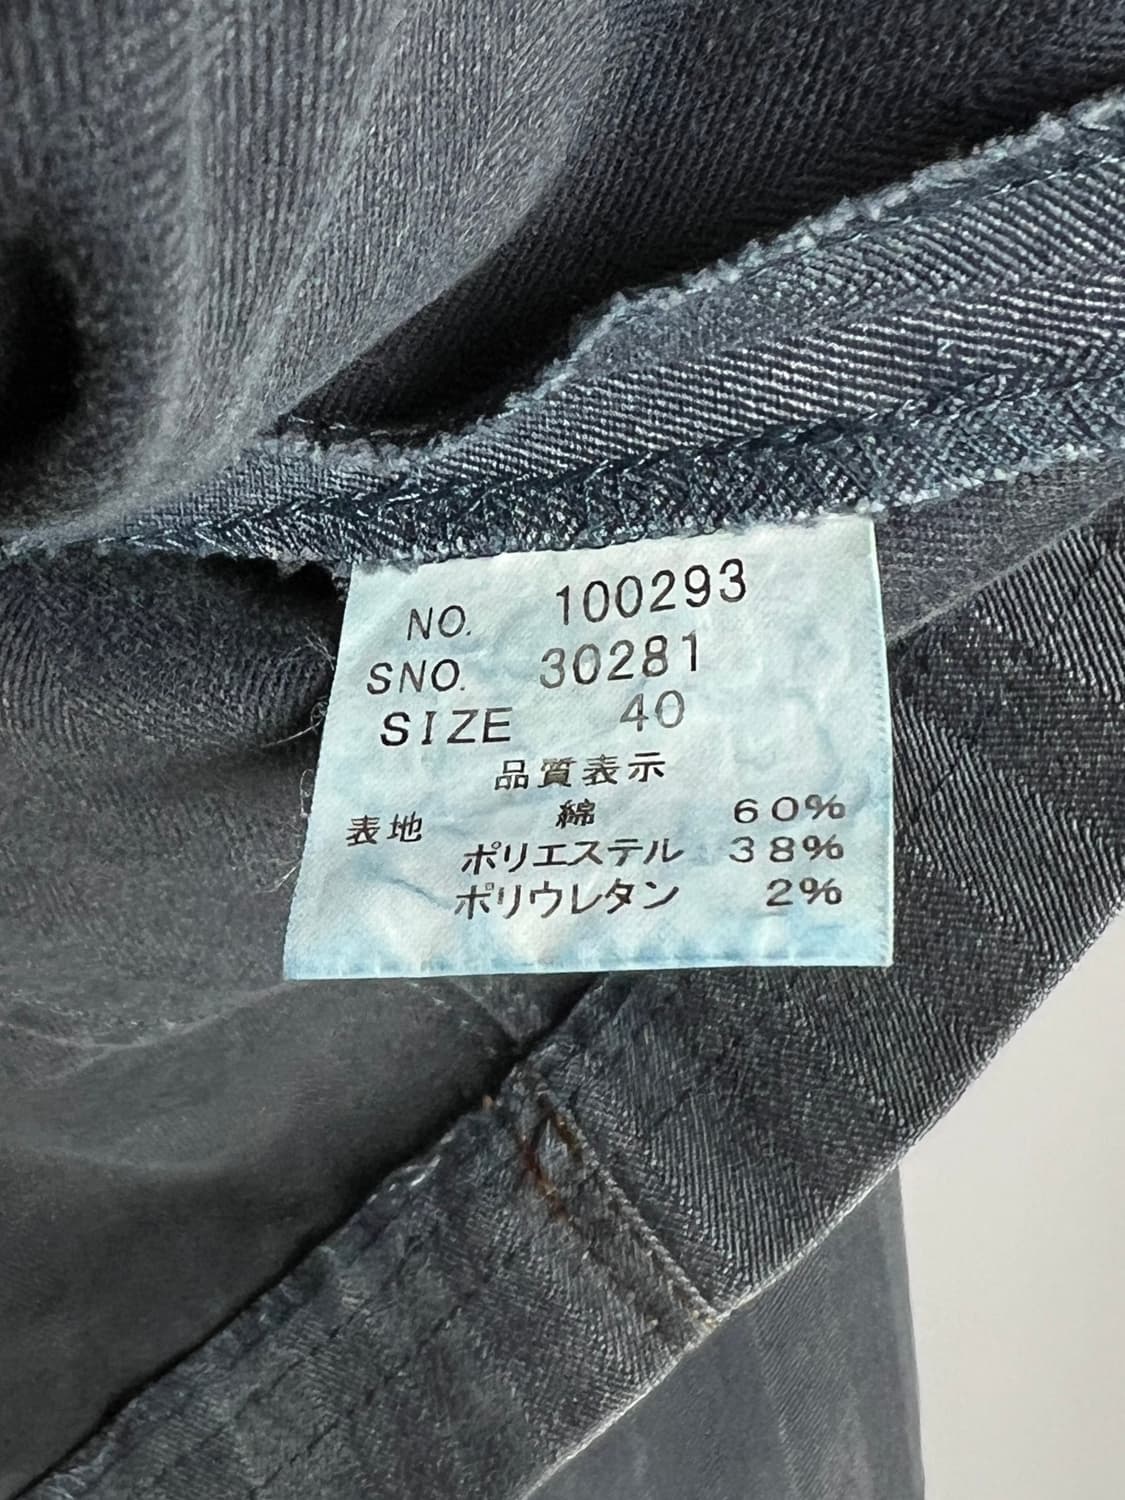 NO. 100293
SNO. 30281
SIZE 40
品質表示
表地 綿 60%
ポリエステル 38%
ポリウレタン 2%